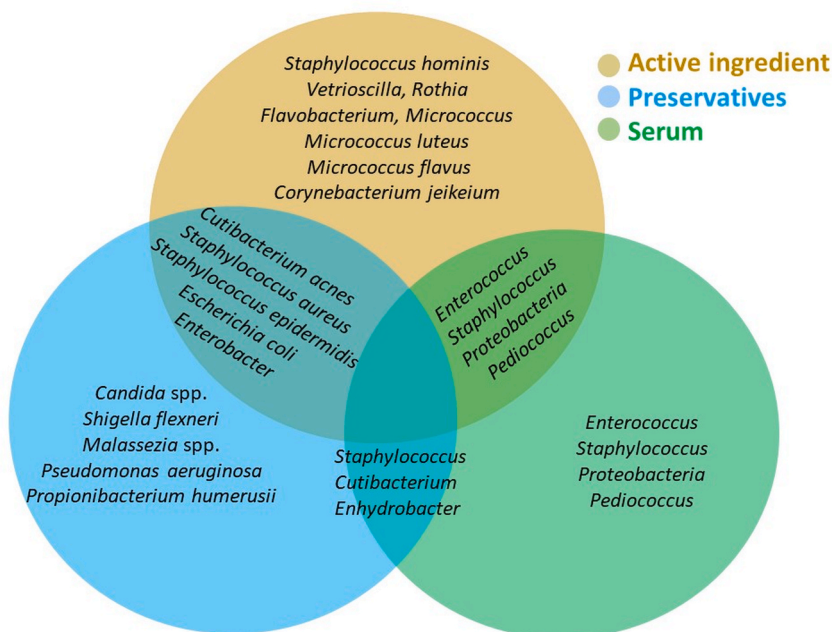 Staphylococcus hominis
Vetrioscilla, Rothia
Flavobacterium, Micrococcus
Micrococcus luteus
Micrococcus flavus
Corynebacterium jeikeium
Active ingredient
Preservatives
Serum
Cutibacterium acnes
Staphylococcus aureus
Staphylococcus epidermidis
Escherichia coli
Enterobacter
Enterococcus
Staphylococcus
Proteobacteria
Pediococcus
Candida spp.
Shigella flexneri
Malassezia spp.
Pseudomonas aeruginosa
Propionibacterium humerusii
Staphylococcus
Cutibacterium
Enhydrobacter
Enterococcus
Staphylococcus
Proteobacteria
Pediococcus